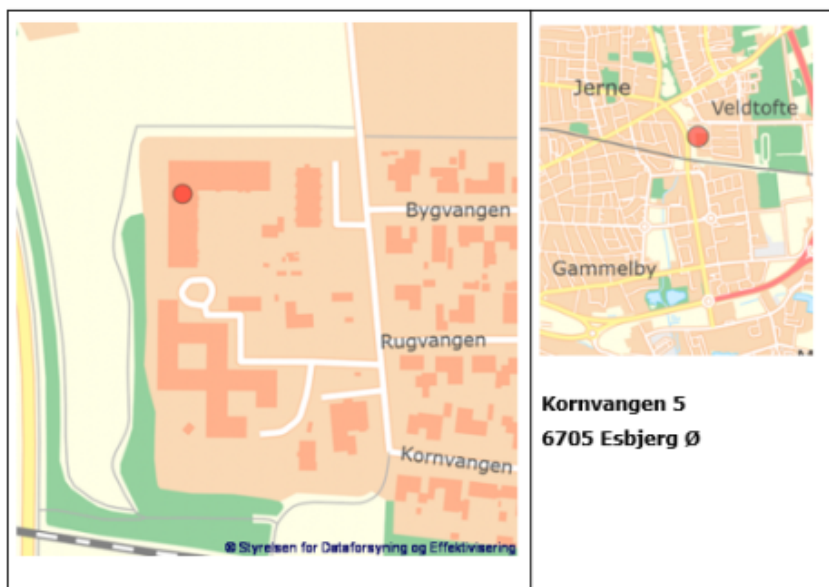 Bygvangen
Rugvangen
Kornvangen
© Styrelsen for Dataforsyning og Effektivisering
Jerne
Veldtofte
Gammelby
M
Kornvangen 5
6705 Esbjerg Ø